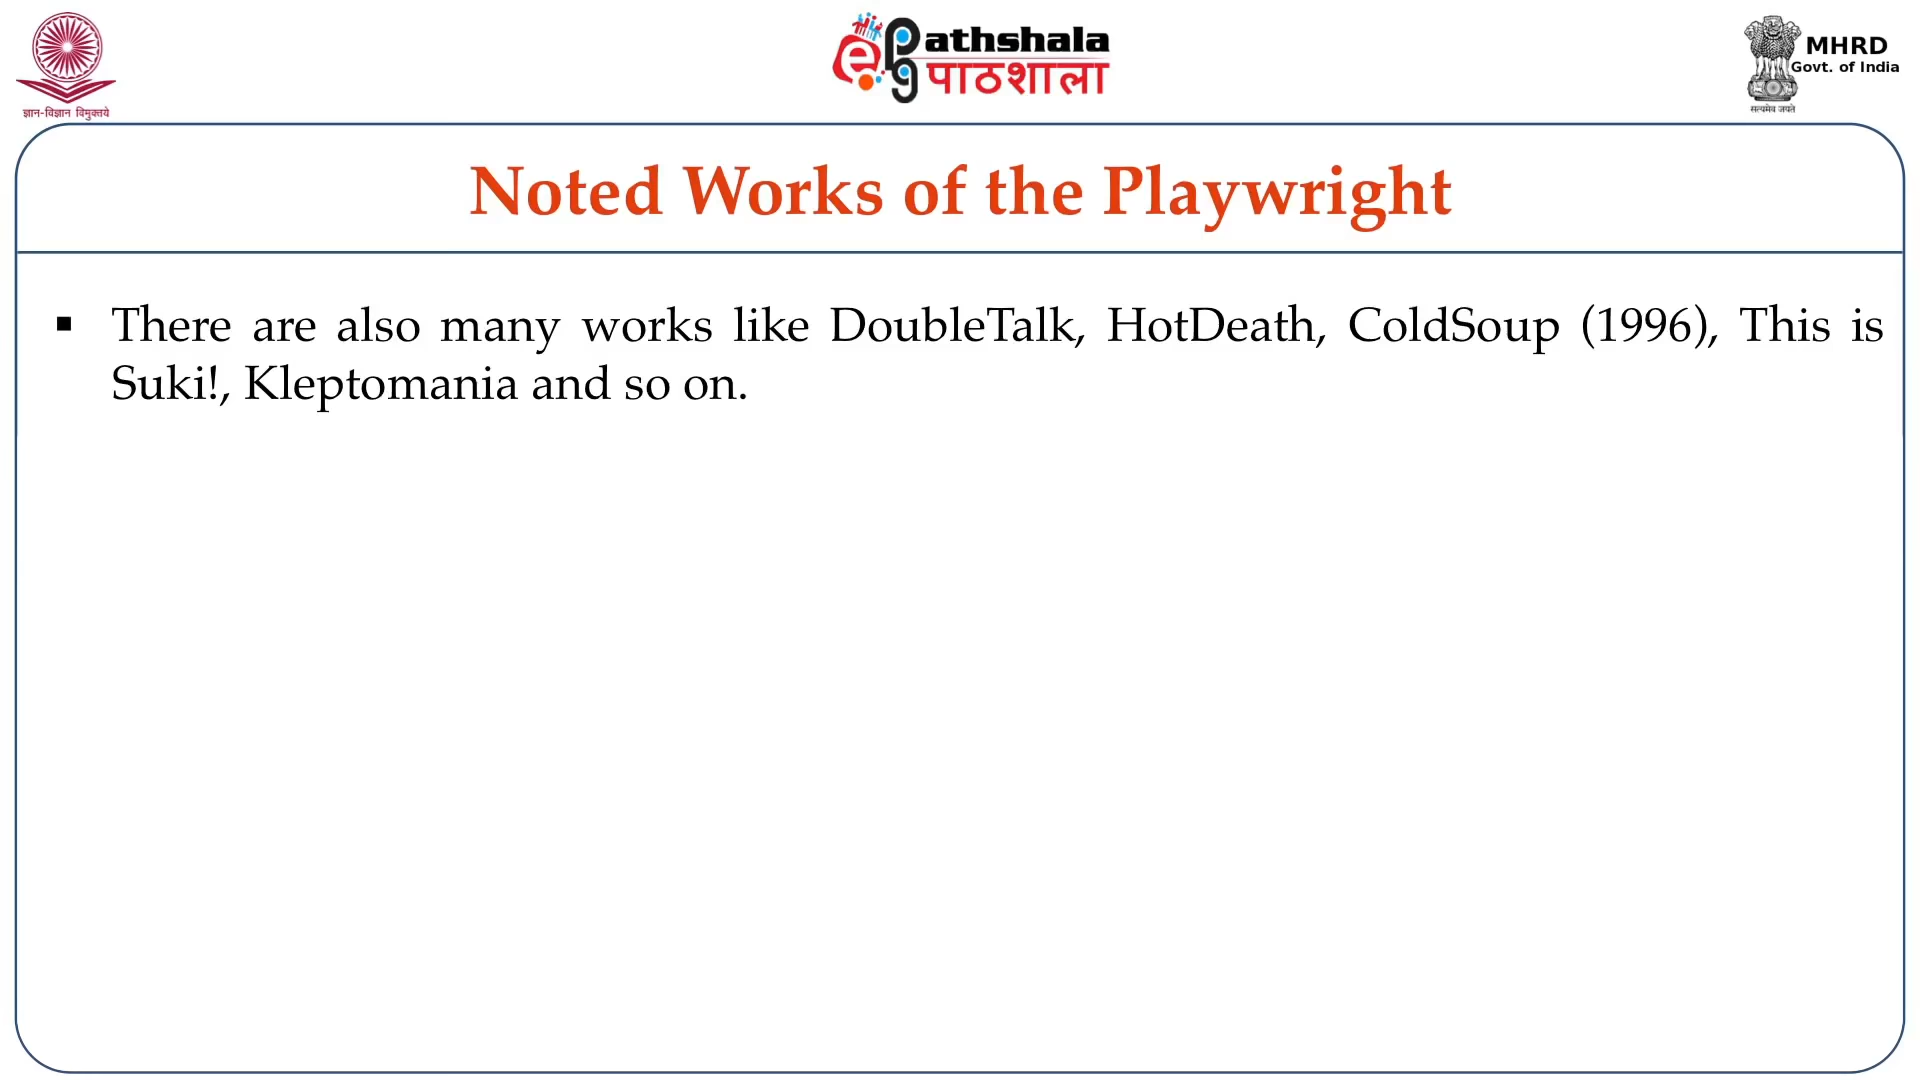 ज्ञान-विज्ञान विमुक्तये
ePathshala
पाठशाला
MHRD
Govt. of India
सत्यमेव जयते
Noted Works of the Playwright
▪ There are also many works like DoubleTalk, HotDeath, ColdSoup (1996), This is
Suki!, Kleptomania and so on.